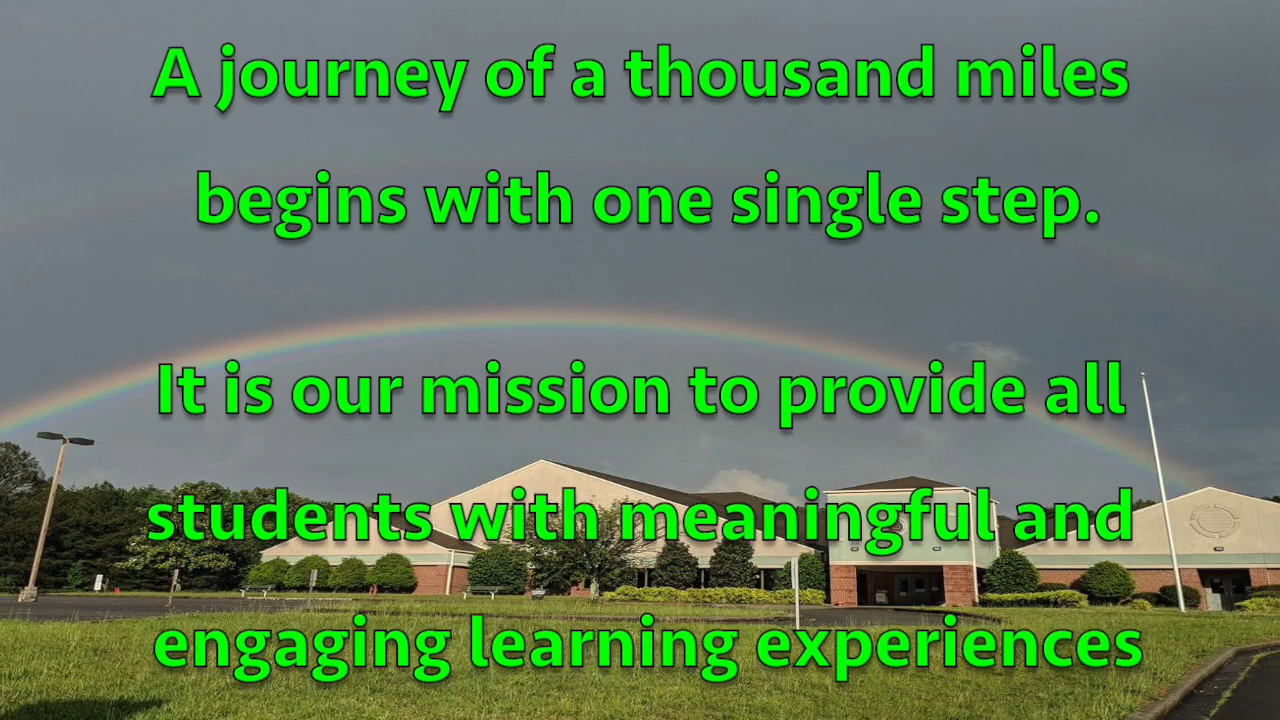 A journey of a thousand miles
begins with one single step.
It is our mission to provide all
students with meaningful and
engaging learning experiences